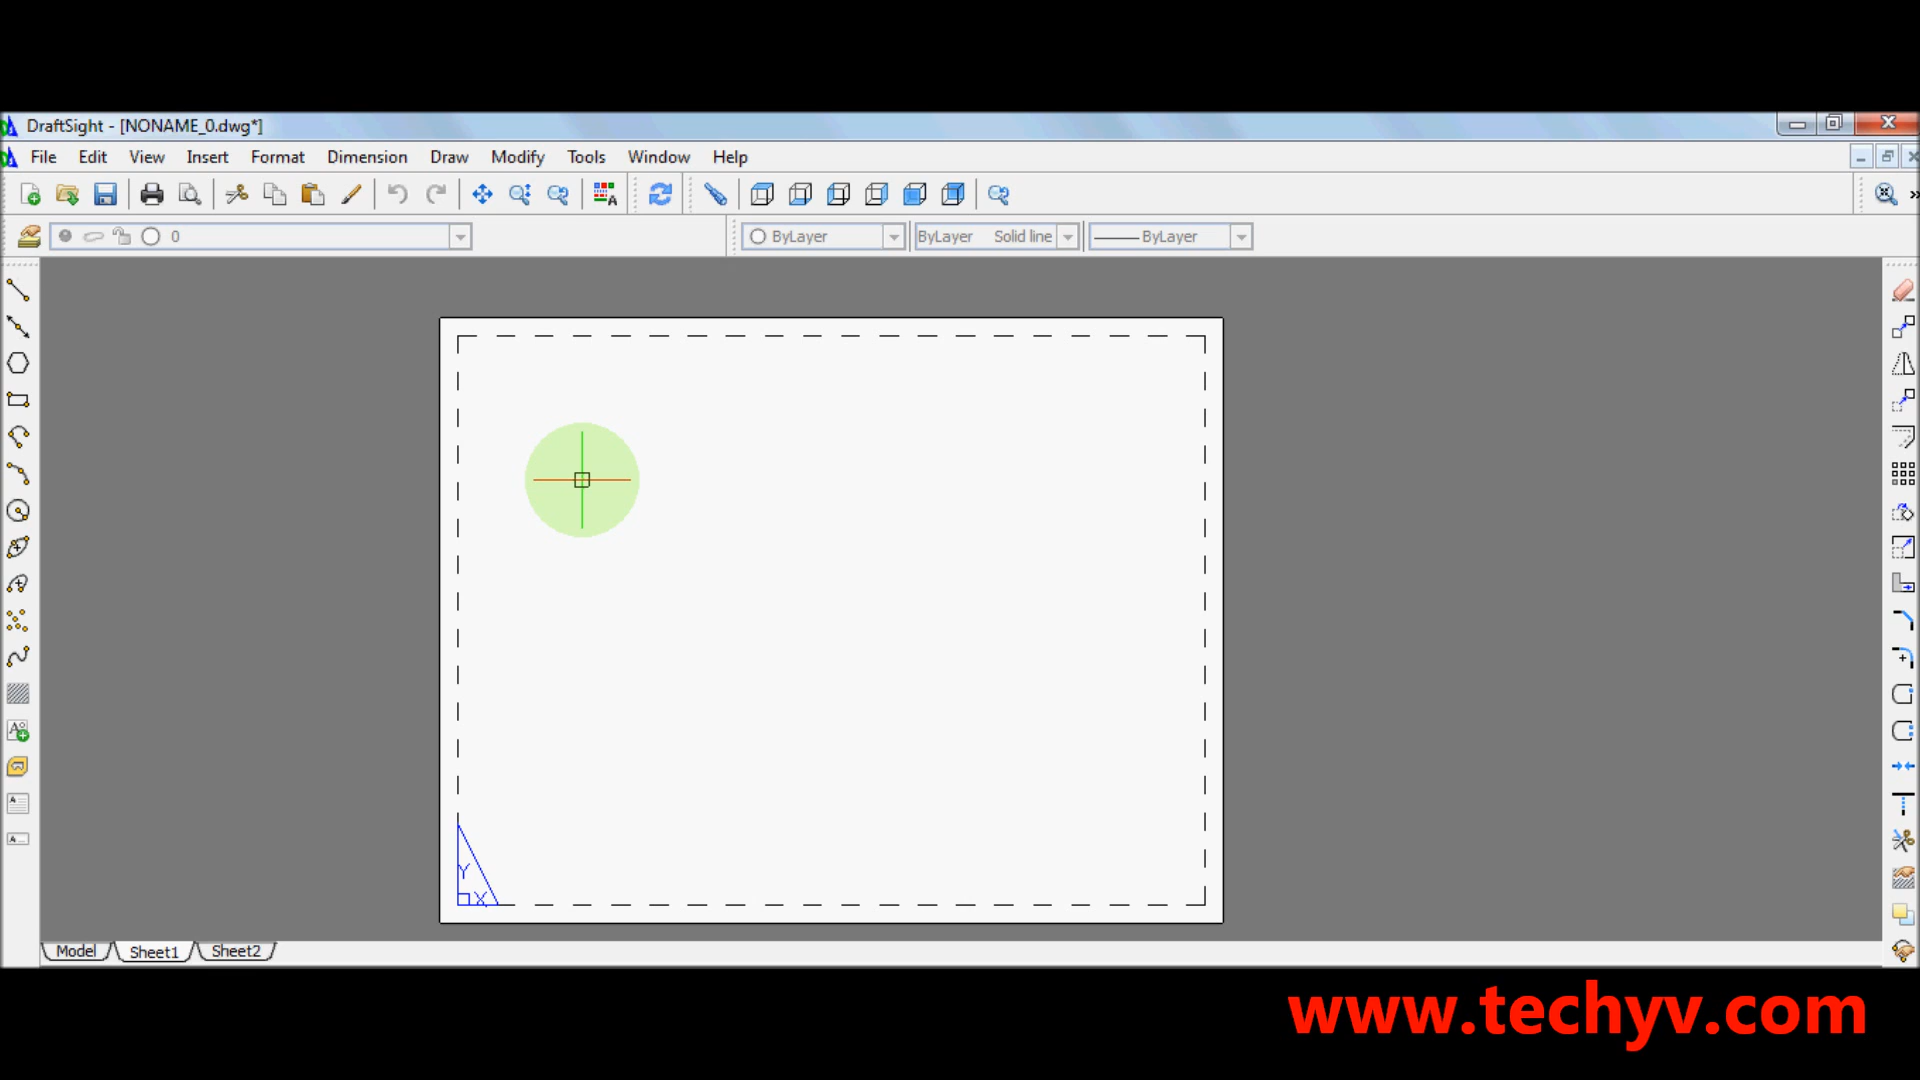 DraftSight - [NONAME_0.dwg*]
File Edit View Insert Format Dimension Draw Modify Tools Window Help
0 ByLayer ByLayer Solid line ByLayer
Y
X
Model Sheet1 Sheet2
www.techyv.com